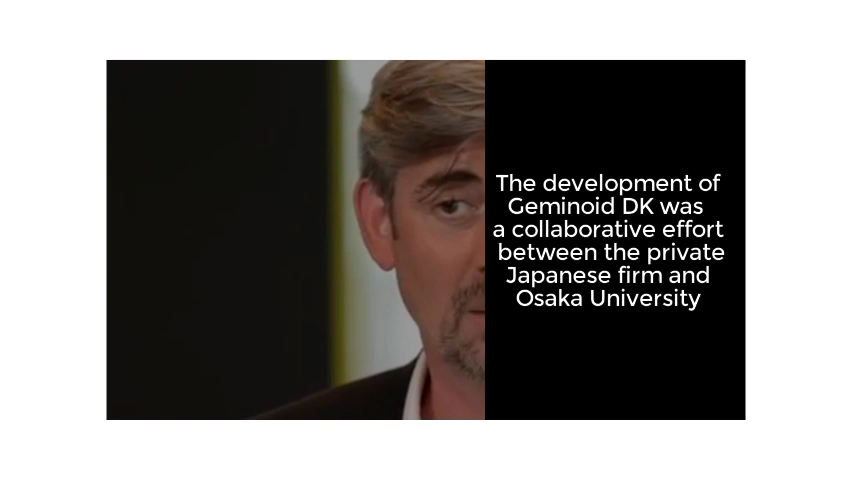 The development of
Geminoid DK was
a collaborative effort
between the private
Japanese firm and
Osaka University